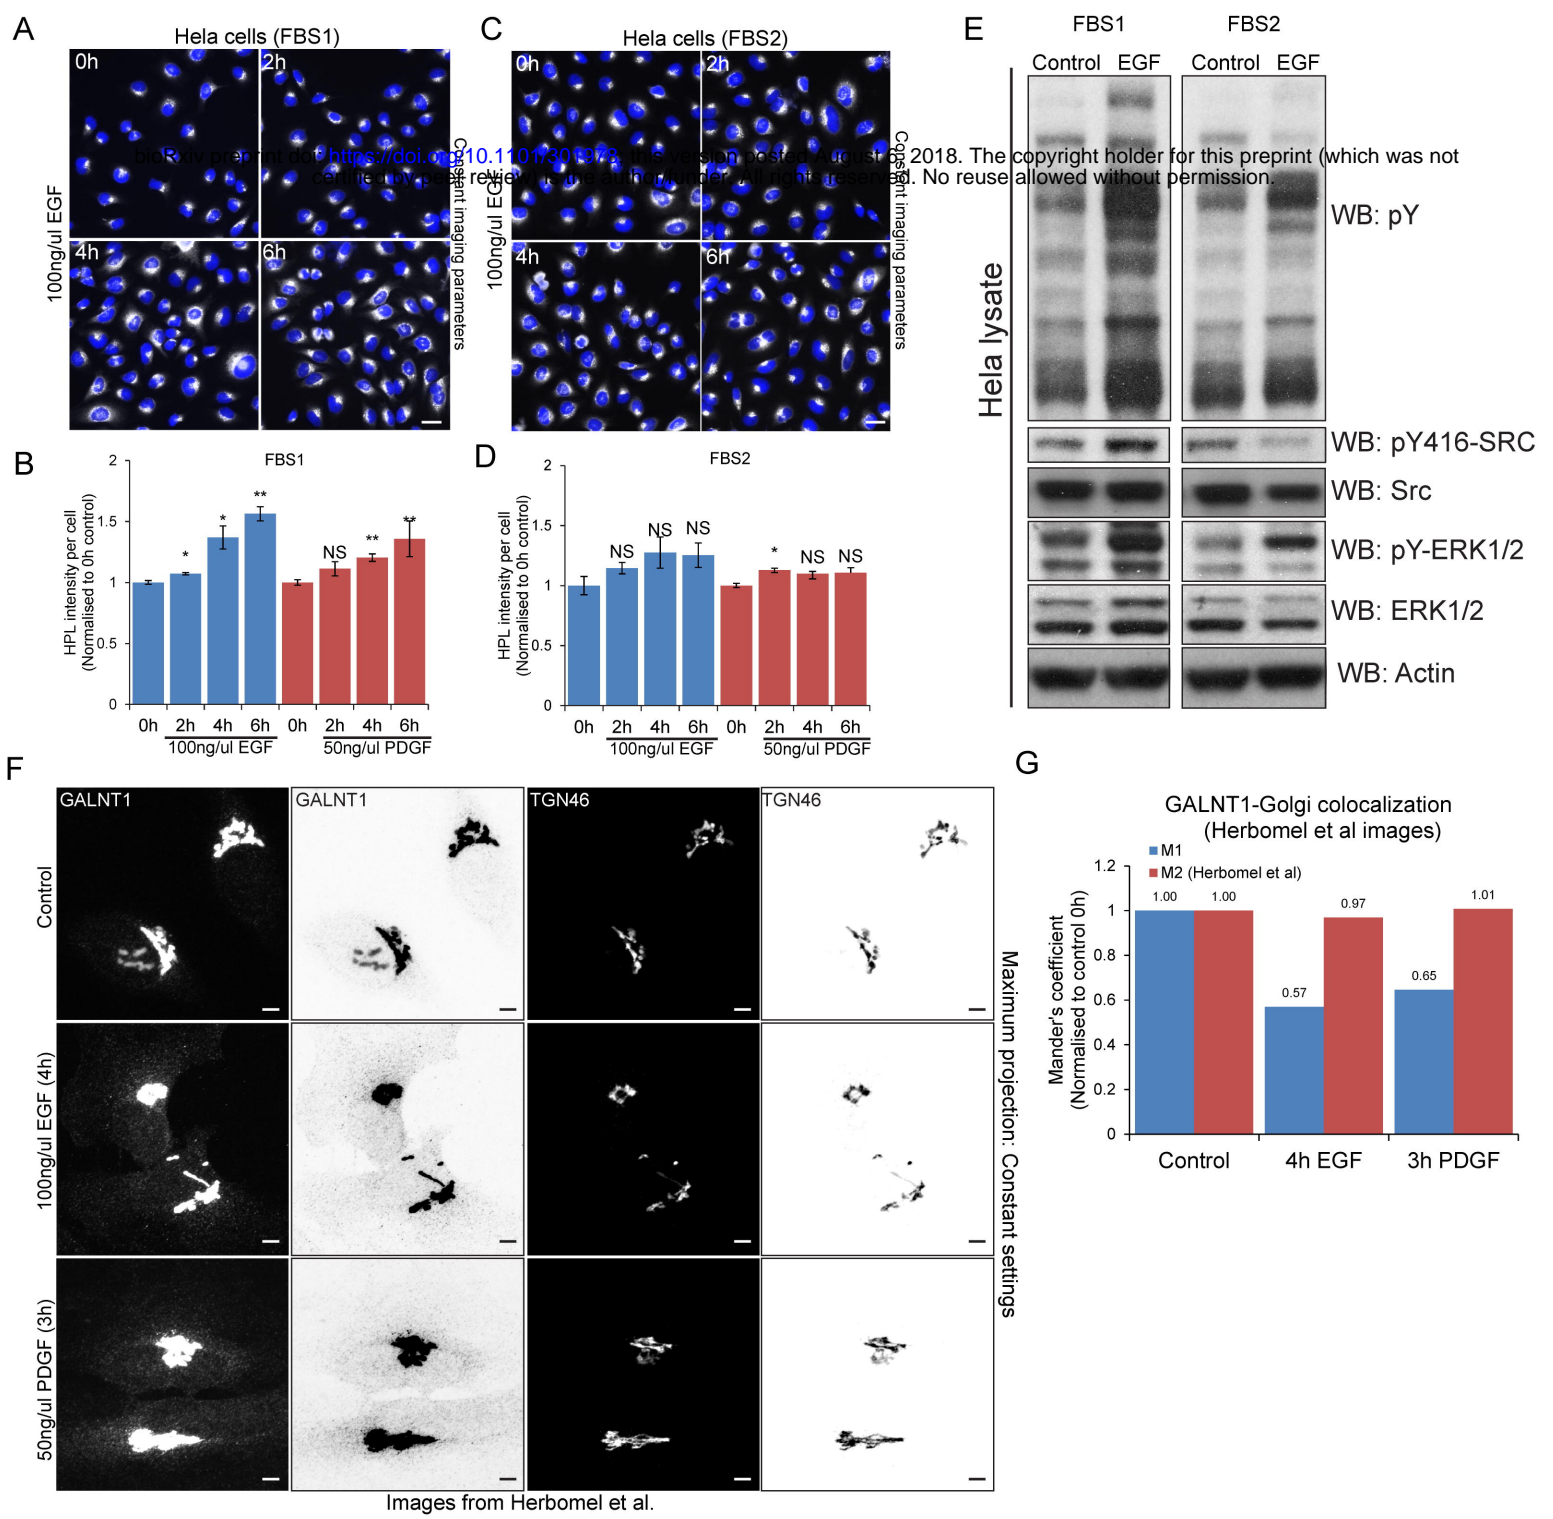 A
Hela cells (FBS1)
0h
2h
4h
6h
100ng/ul EGF
Constant imaging parameters
C
Hela cells (FBS2)
0h
2h
4h
6h
100ng/ul EGF
Constant imaging parameters
bioRxiv preprint doi: https://doi.org/10.1101/301978; this version posted August 6, 2018. The copyright holder for this preprint (which was not
certified by peer review) is the author/funder. All rights reserved. No reuse allowed without permission.
E
FBS1
FBS2
Control EGF
Control EGF
Hela lysate
WB: pY
WB: pY416-SRC
WB: Src
WB: pY-ERK1/2
WB: ERK1/2
WB: Actin
B
FBS1
HPL intensity per cell
(Normalised to 0h control)
2
1.5
1
0.5
0
* * ** NS ** **
0h 2h 4h 6h 0h 2h 4h 6h
100ng/ul EGF 50ng/ul PDGF
D
FBS2
HPL intensity per cell
(Normalised to 0h control)
2
1.5
1
0.5
0
NS NS NS * NS NS
0h 2h 4h 6h 0h 2h 4h 6h
100ng/ul EGF 50ng/ul PDGF
F
GALNT1 GALNT1 TGN46 TGN46
Control
100ng/ul EGF (4h)
50ng/ul PDGF (3h)
Maximum projection: Constant settings
Images from Herbomel et al.
G
GALNT1-Golgi colocalization
(Herbomel et al images)
M1
M2 (Herbomel et al)
Mander's coefficient
(Normalised to control 0h)
1.2
1
0.8
0.6
0.4
0.2
0
1.00 1.00 0.57 0.97 0.65 1.01
Control 4h EGF 3h PDGF